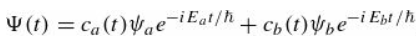 Ψ(t) = c_a(t)ψ_a e^{−iE_a t/ħ} + c_b(t)ψ_b e^{−iE_b t/ħ}